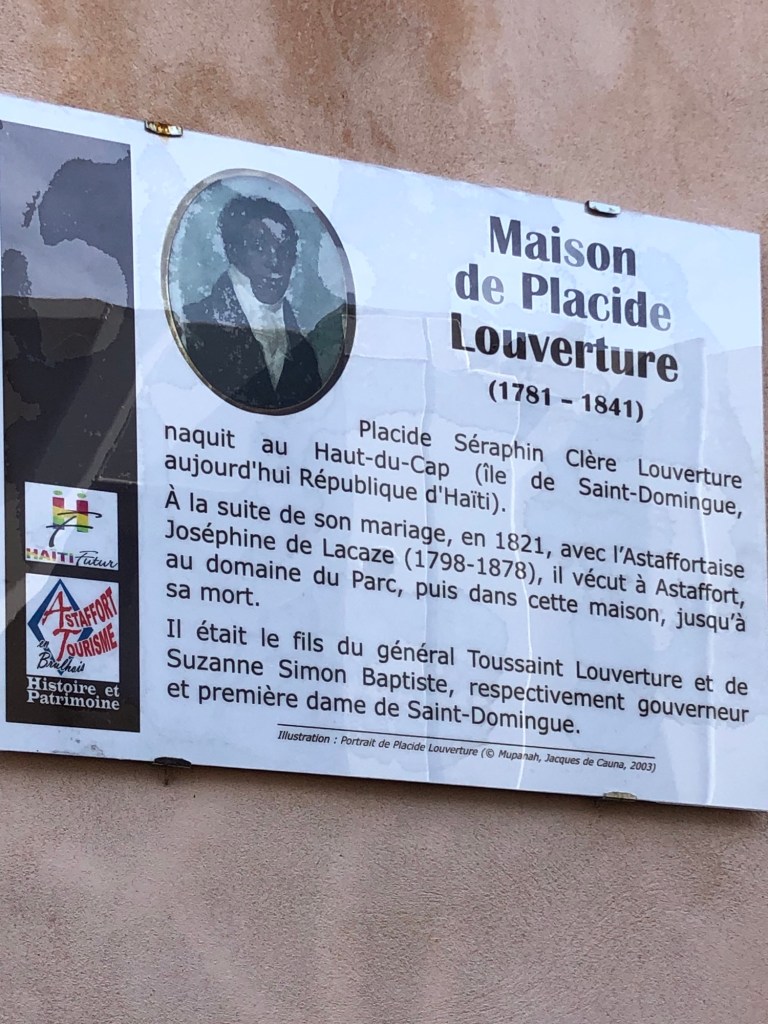 Maison
de Placide
Louverture
(1781 – 1841)
Placide Séraphin Clère Louverture
naquit au Haut-du-Cap (île de Saint-Domingue,
aujourd'hui République d'Haïti).
À la suite de son mariage, en 1821, avec l'Astaffortaise
Joséphine de Lacaze (1798-1878), il vécut à Astaffort,
au domaine du Parc, puis dans cette maison, jusqu'à
sa mort.
Il était le fils du général Toussaint Louverture et de
Suzanne Simon Baptiste, respectivement gouverneur
et première dame de Saint-Domingue.
Illustration : Portrait de Placide Louverture (© Mupanah, Jacques de Cauna, 2003)
HAITI Futur
ASTAFFORT
TOURISME
en
Brulhois
Histoire et
Patrimoine